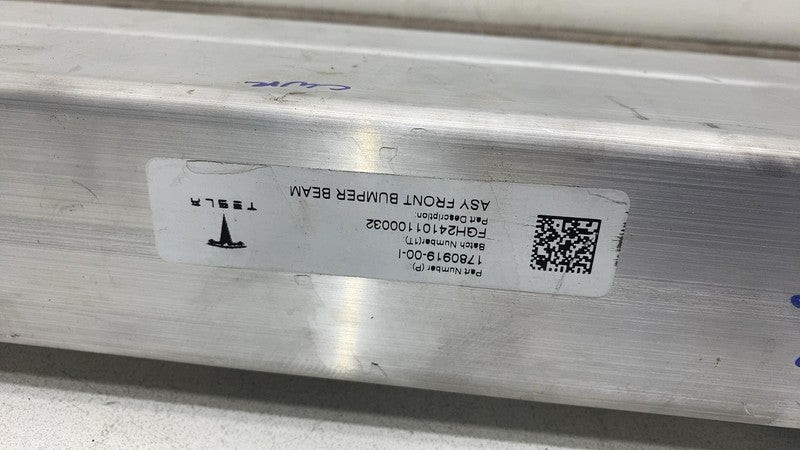 TESLA
Part Number (P):
1780919-00-I
Batch Number(1T):
FGH24101100032
Part Description:
ASY FRONT BUMPER BEAM